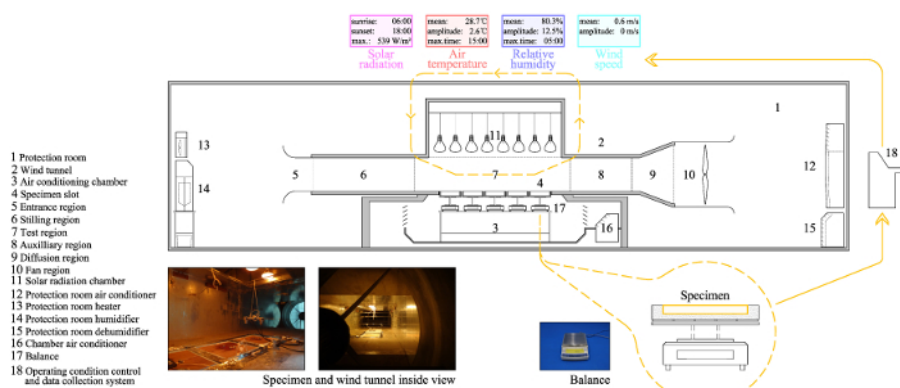 sunrise: 06:00
sunset: 18:00
max.: 539 W/m²
Solar
radiation
mean: 28.7℃
amplitude: 2.6℃
max.time: 15:00
Air
temperature
mean: 80.3%
amplitude: 12.5%
max.time: 05:00
Relative
humidity
mean: 0.6 m/s
amplitude: 0 m/s
Wind
speed
1 Protection room
2 Wind tunnel
3 Air conditioning chamber
4 Specimen slot
5 Entrance region
6 Stilling region
7 Test region
8 Auxilliary region
9 Diffusion region
10 Fan region
11 Solar radiation chamber
12 Protection room air conditioner
13 Protection room heater
14 Protection room humidifier
15 Protection room dehumidifier
16 Chamber air conditioner
17 Balance
18 Operating condition control
and data collection system
1
2
3
4
5
6
7
8
9
10
11
12
13
14
15
16
17
18
Specimen
Specimen and wind tunnel inside view
Balance